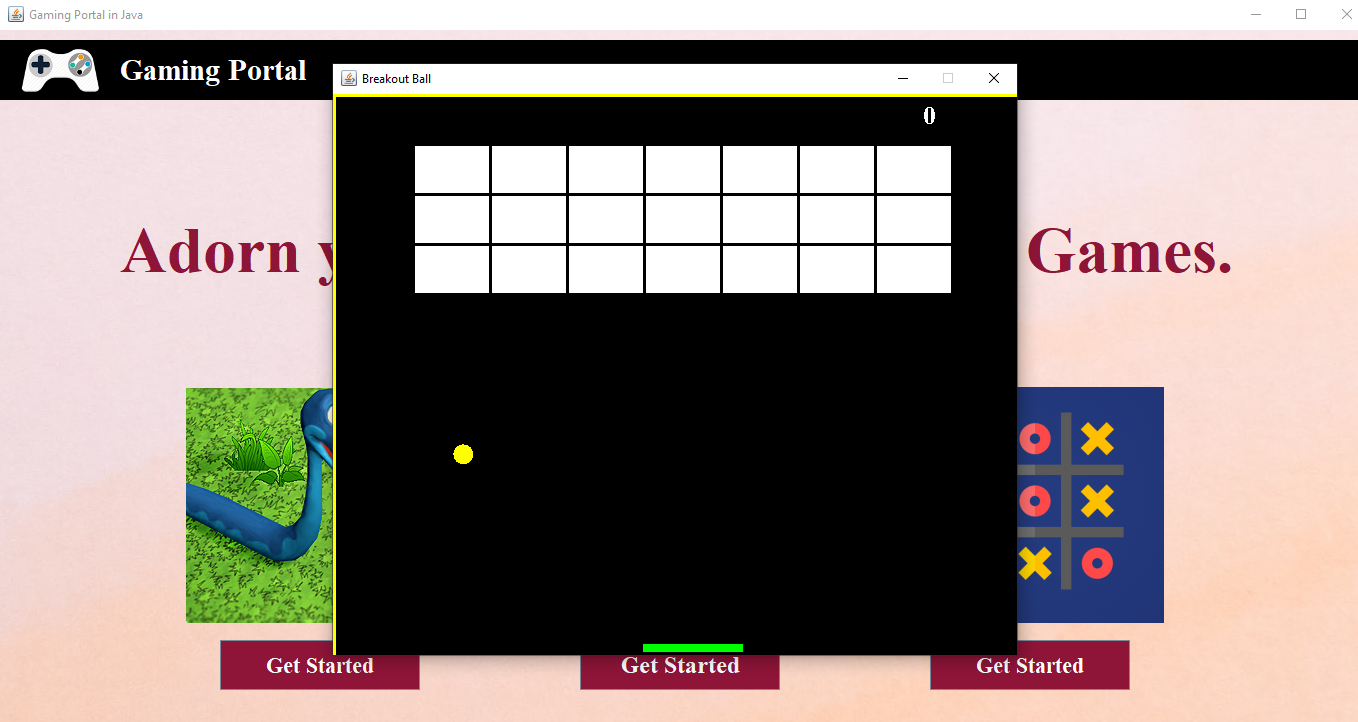 Gaming Portal in Java
Gaming Portal
Breakout Ball
0
Adorn
Games.
Get Started
Get Started
Get Started